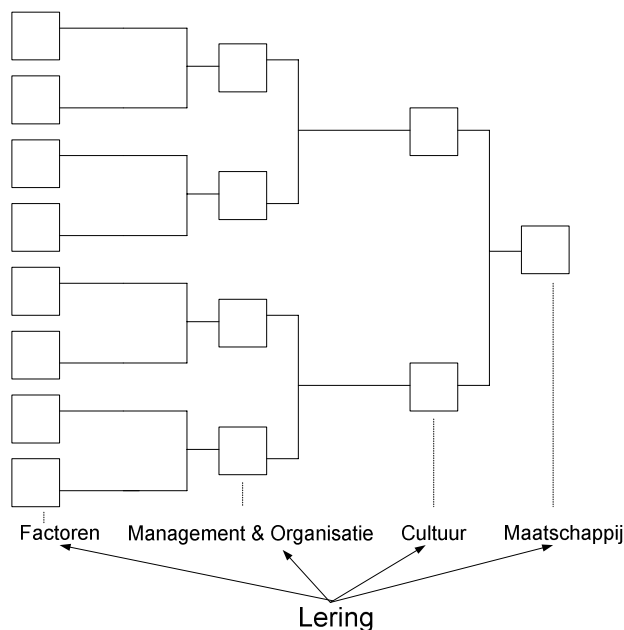 Factoren Management & Organisatie Cultuur Maatschappij
Lering